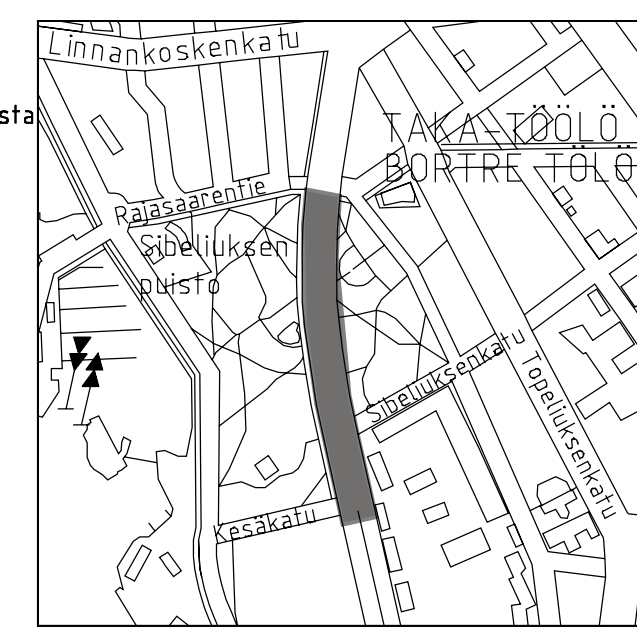 Linnankoskenkatu
sta
TAKA-TÖÖLÖ
BORTRE TÖLÖ
Rajasaarentie
Sibeliuksen
puisto
Sibeliuksenkatu
Topeliuksenkatu
Kesäkatu